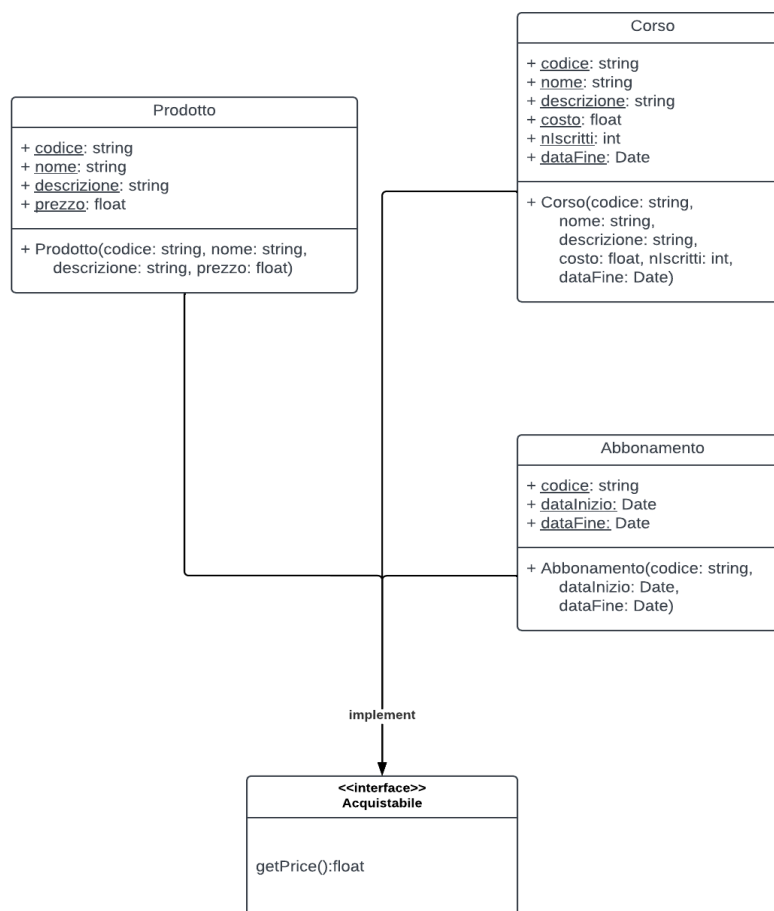 Corso
+ codice: string
+ nome: string
+ descrizione: string
+ costo: float
+ nIscritti: int
+ dataFine: Date
+ Corso(codice: string,
nome: string,
descrizione: string,
costo: float, nIscritti: int,
dataFine: Date)
Prodotto
+ codice: string
+ nome: string
+ descrizione: string
+ prezzo: float
+ Prodotto(codice: string, nome: string,
descrizione: string, prezzo: float)
Abbonamento
+ codice: string
+ dataInizio: Date
+ dataFine: Date
+ Abbonamento(codice: string,
dataInizio: Date,
dataFine: Date)
implement
<<interface>>
Acquistabile
getPrice():float